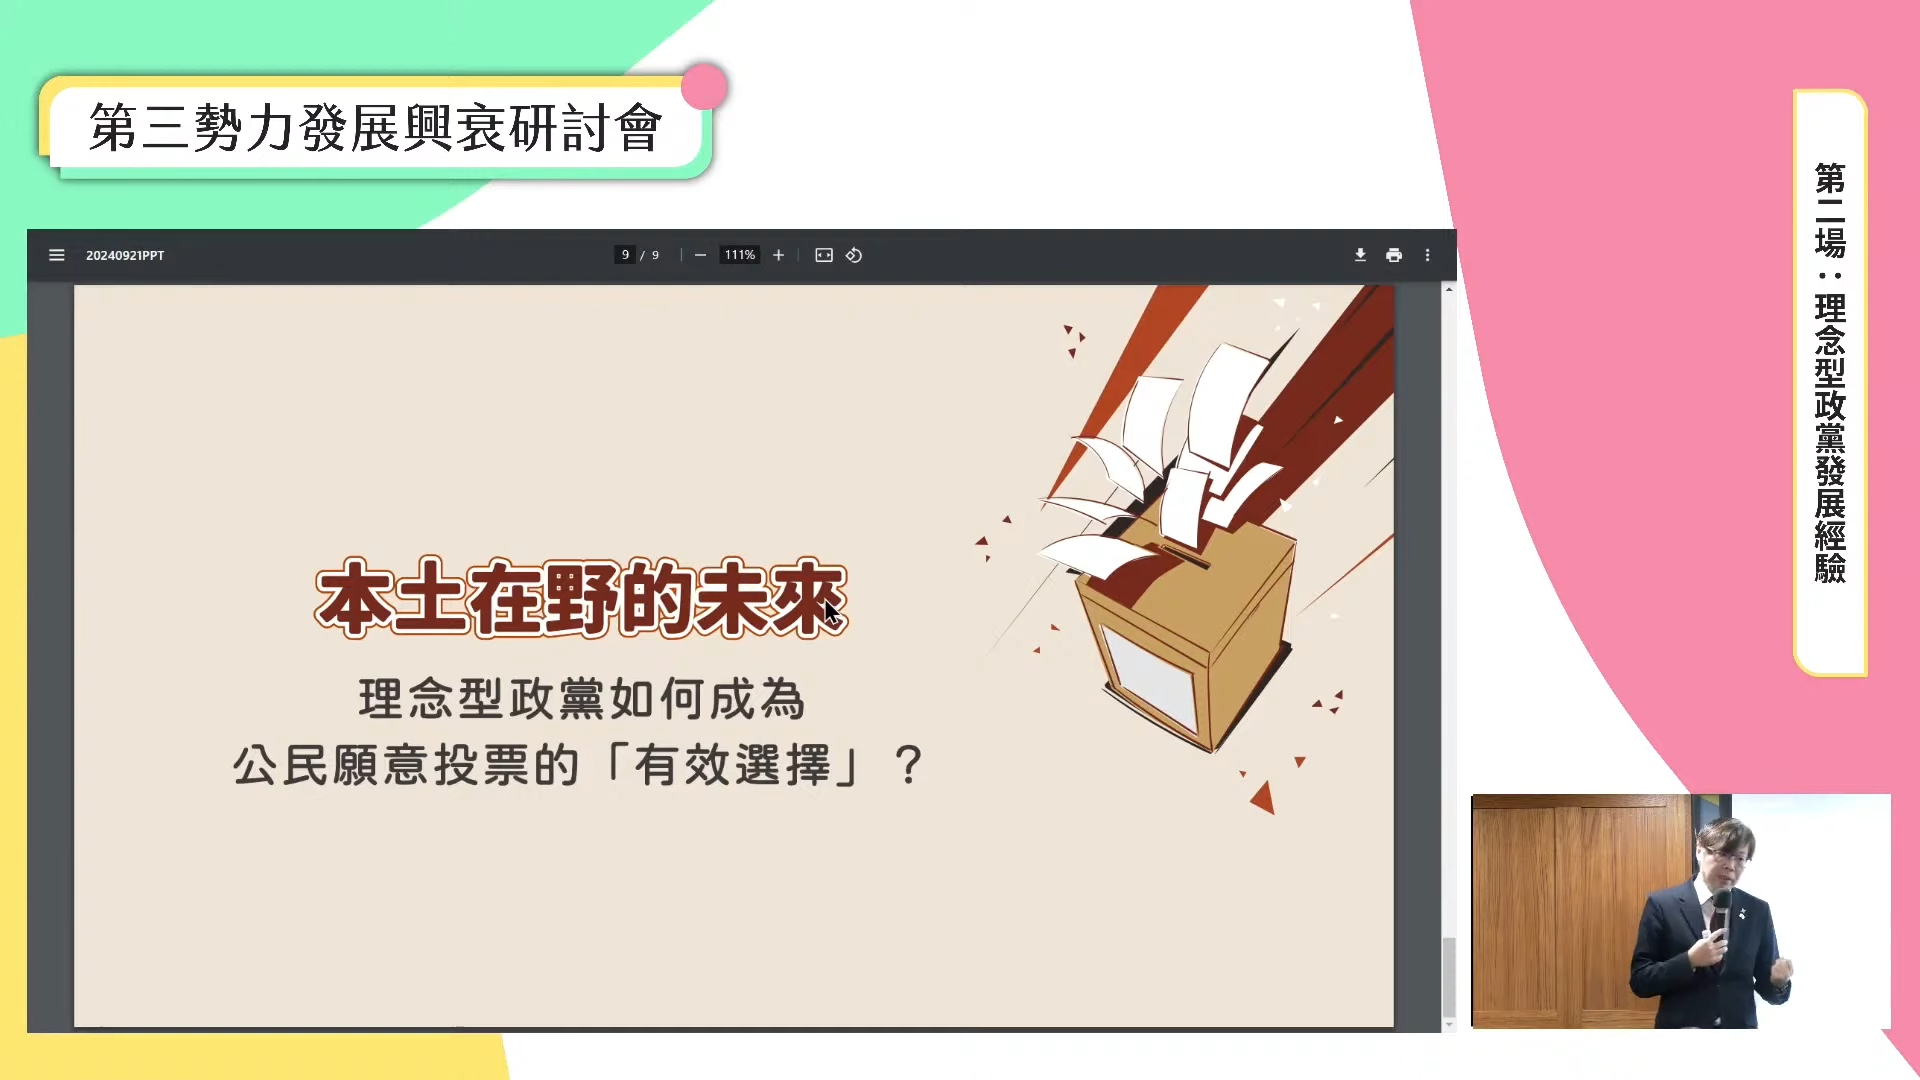 第三勢力發展興衰研討會
20240921PPT
9 / 9
111%
本土在野的未來
理念型政黨如何成為
公民願意投票的「有效選擇」？
第二場：理念型政黨發展經驗